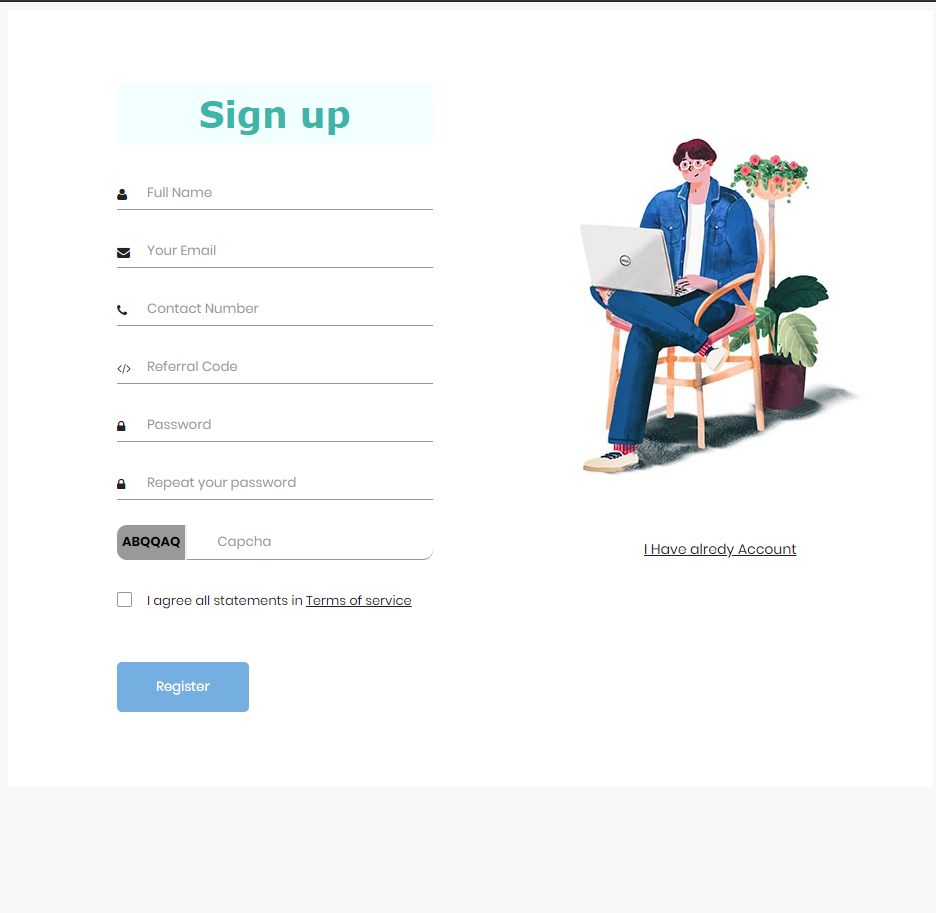 Sign up
Full Name
Your Email
Contact Number
Referral Code
Password
Repeat your password
ABQQAQ Capcha
I agree all statements in Terms of service
Register
DELL
I Have alredy Account